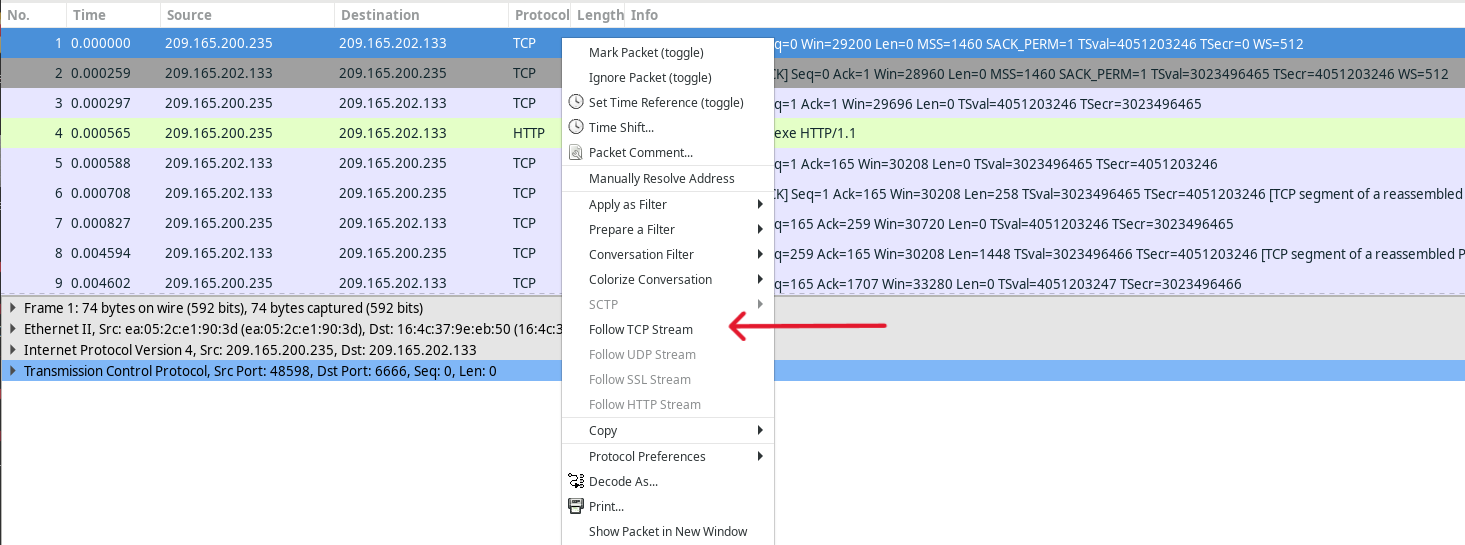 No. Time Source Destination Protocol Length Info
1 0.000000 209.165.200.235 209.165.202.133 TCP q=0 Win=29200 Len=0 MSS=1460 SACK_PERM=1 TSval=4051203246 TSecr=0 WS=512
2 0.000259 209.165.202.133 209.165.200.235 TCP K] Seq=0 Ack=1 Win=28960 Len=0 MSS=1460 SACK_PERM=1 TSval=3023496465 TSecr=4051203246 WS=512
3 0.000297 209.165.200.235 209.165.202.133 TCP q=1 Ack=1 Win=29696 Len=0 TSval=4051203246 TSecr=3023496465
4 0.000565 209.165.200.235 209.165.202.133 HTTP exe HTTP/1.1
5 0.000588 209.165.202.133 209.165.200.235 TCP q=1 Ack=165 Win=30208 Len=0 TSval=3023496465 TSecr=4051203246
6 0.000708 209.165.202.133 209.165.200.235 TCP K] Seq=1 Ack=165 Win=30208 Len=258 TSval=3023496465 TSecr=4051203246 [TCP segment of a reassembled
7 0.000827 209.165.200.235 209.165.202.133 TCP q=165 Ack=259 Win=30720 Len=0 TSval=4051203246 TSecr=3023496465
8 0.004594 209.165.202.133 209.165.200.235 TCP q=259 Ack=165 Win=30208 Len=1448 TSval=3023496466 TSecr=4051203246 [TCP segment of a reassembled P
9 0.004602 209.165.200.235 209.165.202.133 TCP q=165 Ack=1707 Win=33280 Len=0 TSval=4051203247 TSecr=3023496466
Frame 1: 74 bytes on wire (592 bits), 74 bytes captured (592 bits)
Ethernet II, Src: ea:05:2c:e1:90:3d (ea:05:2c:e1:90:3d), Dst: 16:4c:37:9e:eb:50 (16:4c:3
Internet Protocol Version 4, Src: 209.165.200.235, Dst: 209.165.202.133
Transmission Control Protocol, Src Port: 48598, Dst Port: 6666, Seq: 0, Len: 0
Mark Packet (toggle)
Ignore Packet (toggle)
Set Time Reference (toggle)
Time Shift...
Packet Comment...
Manually Resolve Address
Apply as Filter
Prepare a Filter
Conversation Filter
Colorize Conversation
SCTP
Follow TCP Stream
Follow UDP Stream
Follow SSL Stream
Follow HTTP Stream
Copy
Protocol Preferences
Decode As...
Print...
Show Packet in New Window